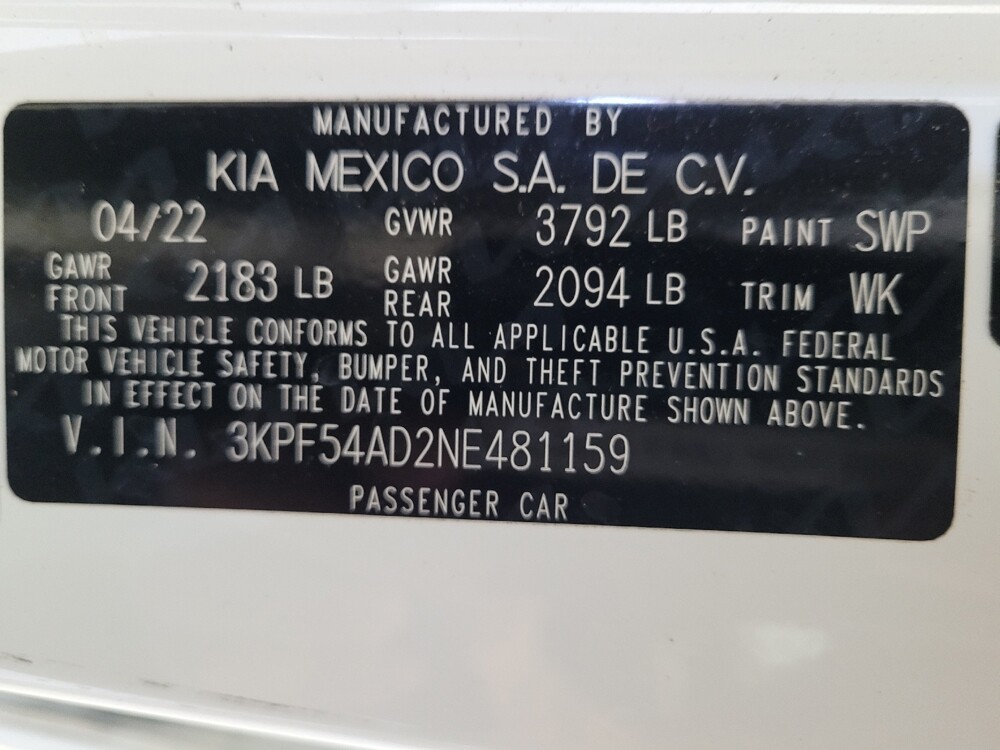 MANUFACTURED BY
KIA MEXICO S.A. DE C.V.
04/22 GVWR 3792 LB PAINT SWP
GAWR FRONT 2183 LB GAWR REAR 2094 LB TRIM WK
THIS VEHICLE CONFORMS TO ALL APPLICABLE U.S.A. FEDERAL
MOTOR VEHICLE SAFETY, BUMPER, AND THEFT PREVENTION STANDARDS
IN EFFECT ON THE DATE OF MANUFACTURE SHOWN ABOVE.
V.I.N. 3KPF54AD2NE481159
PASSENGER CAR